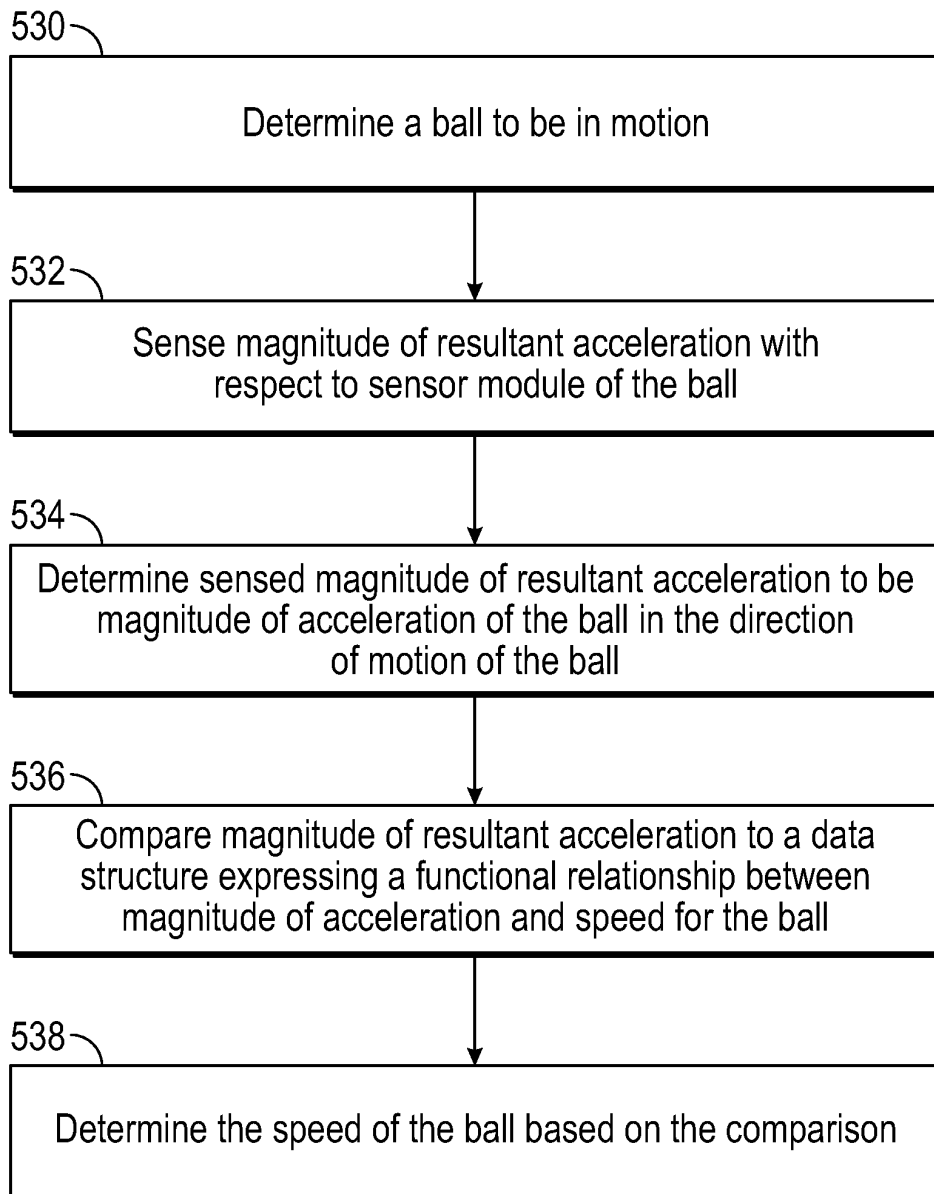 530
Determine a ball to be in motion
532
Sense magnitude of resultant acceleration with
respect to sensor module of the ball
534
Determine sensed magnitude of resultant acceleration to be
magnitude of acceleration of the ball in the direction
of motion of the ball
536
Compare magnitude of resultant acceleration to a data
structure expressing a functional relationship between
magnitude of acceleration and speed for the ball
538
Determine the speed of the ball based on the comparison